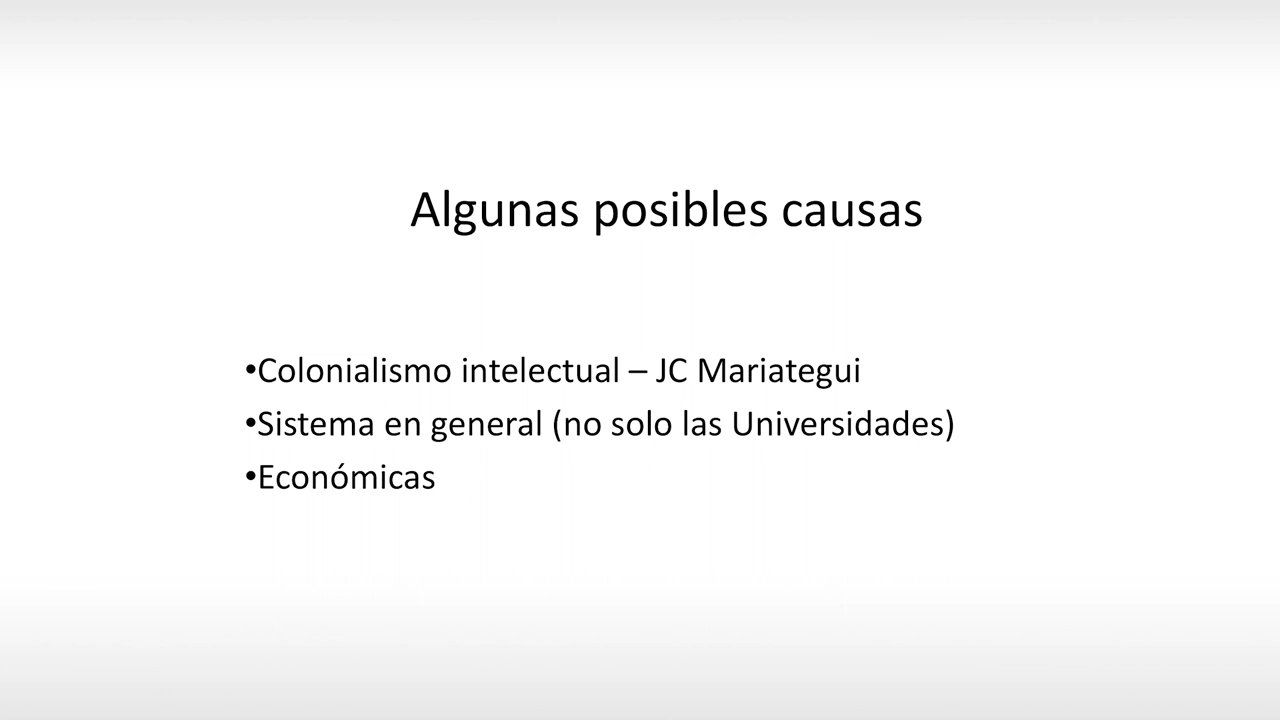 Algunas posibles causas
•Colonialismo intelectual – JC Mariategui
•Sistema en general (no solo las Universidades)
•Económicas